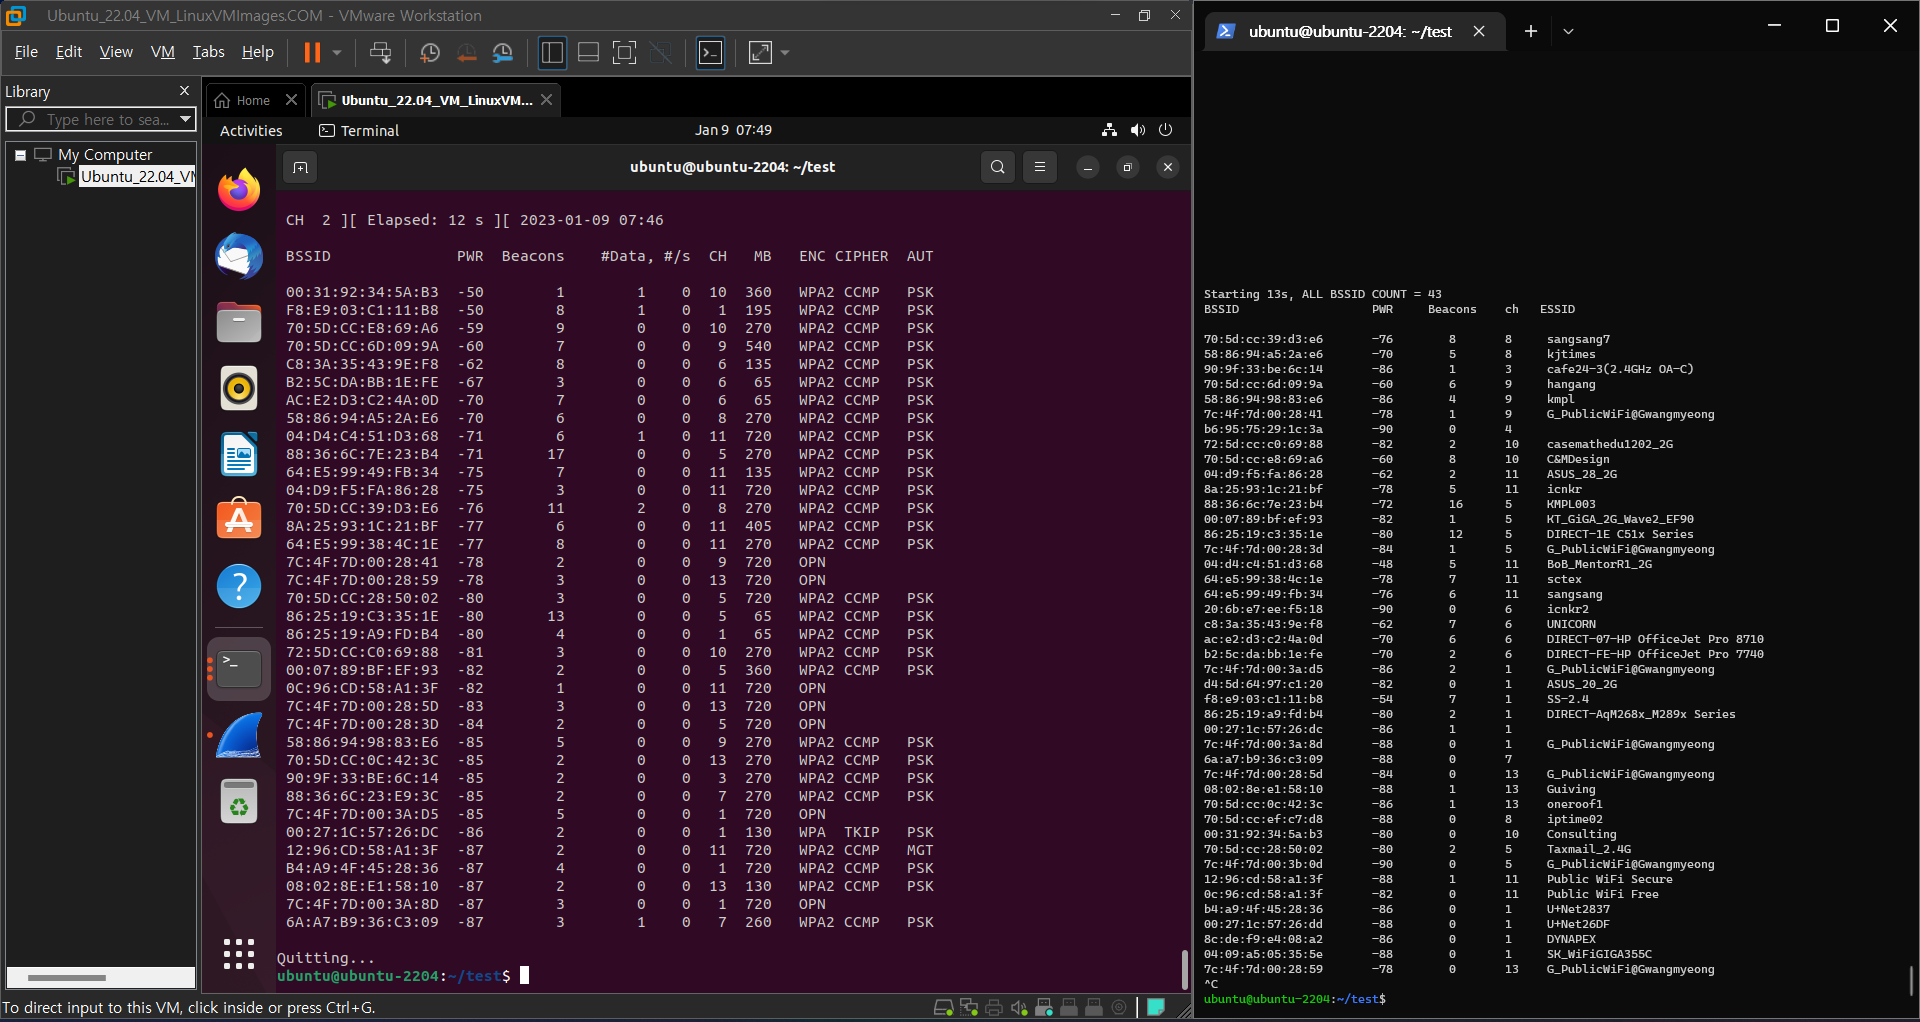 Ubuntu_22.04_VM_LinuxVMImages.COM - VMware Workstation
File Edit View VM Tabs Help
Library
Type here to sea...
My Computer
Ubuntu_22.04_VM
Home
Ubuntu_22.04_VM_LinuxVM...
Activities Terminal Jan 9 07:49
ubuntu@ubuntu-2204: ~/test
CH 2 ][ Elapsed: 12 s ][ 2023-01-09 07:46
BSSID PWR Beacons #Data, #/s CH MB ENC CIPHER AUT
00:31:92:34:5A:B3 -50 1 1 0 10 360 WPA2 CCMP PSK
F8:E9:03:C1:11:B8 -50 8 1 0 1 195 WPA2 CCMP PSK
70:5D:CC:E8:69:A6 -59 9 0 0 10 270 WPA2 CCMP PSK
70:5D:CC:6D:09:9A -60 7 0 0 9 540 WPA2 CCMP PSK
C8:3A:35:43:9E:F8 -62 8 0 0 6 135 WPA2 CCMP PSK
B2:5C:DA:BB:1E:FE -67 3 0 0 6 65 WPA2 CCMP PSK
AC:E2:D3:C2:4A:0D -70 7 0 0 6 65 WPA2 CCMP PSK
58:86:94:A5:2A:E6 -70 6 0 0 8 270 WPA2 CCMP PSK
04:D4:C4:51:D3:68 -71 6 1 0 11 720 WPA2 CCMP PSK
88:36:6C:7E:23:B4 -71 17 0 0 5 270 WPA2 CCMP PSK
64:E5:99:49:FB:34 -75 7 0 0 11 135 WPA2 CCMP PSK
04:D9:F5:FA:86:28 -75 3 0 0 11 720 WPA2 CCMP PSK
70:5D:CC:39:D3:E6 -76 11 2 0 8 270 WPA2 CCMP PSK
8A:25:93:1C:21:BF -77 6 0 0 11 405 WPA2 CCMP PSK
64:E5:99:38:4C:1E -77 8 0 0 11 270 WPA2 CCMP PSK
7C:4F:7D:00:28:41 -78 2 0 0 9 720 OPN
7C:4F:7D:00:28:59 -78 3 0 0 13 720 OPN
70:5D:CC:28:50:02 -80 3 0 0 5 720 WPA2 CCMP PSK
86:25:19:C3:35:1E -80 13 0 0 5 65 WPA2 CCMP PSK
86:25:19:A9:FD:B4 -80 4 0 0 1 65 WPA2 CCMP PSK
72:5D:CC:C0:69:88 -81 3 0 0 10 270 WPA2 CCMP PSK
00:07:89:BF:EF:93 -82 2 0 0 5 360 WPA2 CCMP PSK
0C:96:CD:58:A1:3F -82 1 0 0 11 720 OPN
7C:4F:7D:00:28:5D -83 3 0 0 13 720 OPN
7C:4F:7D:00:28:3D -84 2 0 0 5 720 OPN
58:86:94:98:83:E6 -85 5 0 0 9 270 WPA2 CCMP PSK
70:5D:CC:0C:42:3C -85 2 0 0 13 270 WPA2 CCMP PSK
90:9F:33:BE:6C:14 -85 2 0 0 3 270 WPA2 CCMP PSK
88:36:6C:23:E9:3C -85 2 0 0 7 270 WPA2 CCMP PSK
7C:4F:7D:00:3A:D5 -85 5 0 0 1 720 OPN
00:27:1C:57:26:DC -86 2 0 0 1 130 WPA TKIP PSK
12:96:CD:58:A1:3F -87 2 0 0 11 720 WPA2 CCMP MGT
B4:A9:4F:45:28:36 -87 4 0 0 1 720 WPA2 CCMP PSK
08:02:8E:E1:58:10 -87 2 0 0 13 130 WPA2 CCMP PSK
7C:4F:7D:00:3A:8D -87 3 0 0 1 720 OPN
6A:A7:B9:36:C3:09 -87 3 1 0 7 260 WPA2 CCMP PSK
Quitting...
ubuntu@ubuntu-2204:~/test$
To direct input to this VM, click inside or press Ctrl+G.
ubuntu@ubuntu-2204: ~/test
Starting 13s, ALL BSSID COUNT = 43
BSSID PWR Beacons ch ESSID
70:5d:cc:39:d3:e6 -76 8 8 sangsang7
58:86:94:a5:2a:e6 -70 5 8 kjtimes
90:9f:33:be:6c:14 -86 1 3 cafe24-3(2.4GHz OA-C)
70:5d:cc:6d:09:9a -60 6 9 hangang
58:86:94:98:83:e6 -86 4 9 kmpl
7c:4f:7d:00:28:41 -78 1 9 G_PublicWiFi@Gwangmyeong
b6:95:75:29:1c:3a -90 0 4
72:5d:cc:c0:69:88 -82 2 10 casemathedu1202_2G
70:5d:cc:e8:69:a6 -60 8 10 C&MDesign
04:d9:f5:fa:86:28 -62 2 11 ASUS_28_2G
8a:25:93:1c:21:bf -78 5 11 icnkr
88:36:6c:7e:23:b4 -72 16 5 KMPL003
00:07:89:bf:ef:93 -82 1 5 KT_GiGA_2G_Wave2_EF90
86:25:19:c3:35:1e -80 12 5 DIRECT-1E C51x Series
7c:4f:7d:00:28:3d -84 1 5 G_PublicWiFi@Gwangmyeong
04:d4:c4:51:d3:68 -48 5 11 BoB_MentorR1_2G
64:e5:99:38:4c:1e -78 7 11 sctex
64:e5:99:49:fb:34 -76 6 11 sangsang
20:6b:e7:ee:f5:18 -90 0 6 icnkr2
c8:3a:35:43:9e:f8 -62 7 6 UNICORN
ac:e2:d3:c2:4a:0d -70 6 6 DIRECT-07-HP OfficeJet Pro 8710
b2:5c:da:bb:1e:fe -70 2 6 DIRECT-FE-HP OfficeJet Pro 7740
7c:4f:7d:00:3a:d5 -86 2 1 G_PublicWiFi@Gwangmyeong
d4:5d:64:97:c1:20 -82 0 1 ASUS_20_2G
f8:e9:03:c1:11:b8 -54 7 1 SS-2.4
86:25:19:a9:fd:b4 -80 2 1 DIRECT-AqM268x_M289x Series
00:27:1c:57:26:dc -86 1 1
7c:4f:7d:00:3a:8d -88 0 1 G_PublicWiFi@Gwangmyeong
6a:a7:b9:36:c3:09 -88 0 7
7c:4f:7d:00:28:5d -84 0 13 G_PublicWiFi@Gwangmyeong
08:02:8e:e1:58:10 -88 1 13 Guiving
70:5d:cc:0c:42:3c -86 1 13 oneroof1
70:5d:cc:ef:c7:d8 -88 0 8 iptime02
00:31:92:34:5a:b3 -80 0 10 Consulting
70:5d:cc:28:50:02 -80 2 5 Taxmail_2.4G
7c:4f:7d:00:3b:0d -90 0 5 G_PublicWiFi@Gwangmyeong
12:96:cd:58:a1:3f -88 1 11 Public WiFi Secure
0c:96:cd:58:a1:3f -82 0 11 Public WiFi Free
b4:a9:4f:45:28:36 -86 0 1 U+Net2837
00:27:1c:57:26:dd -88 0 1 U+Net26DF
8c:de:f9:e4:08:a2 -86 0 1 DYNAPEX
04:09:a5:05:35:5e -88 0 1 SK_WiFiGIGA355C
7c:4f:7d:00:28:59 -78 0 13 G_PublicWiFi@Gwangmyeong
^C
ubuntu@ubuntu-2204:~/test$